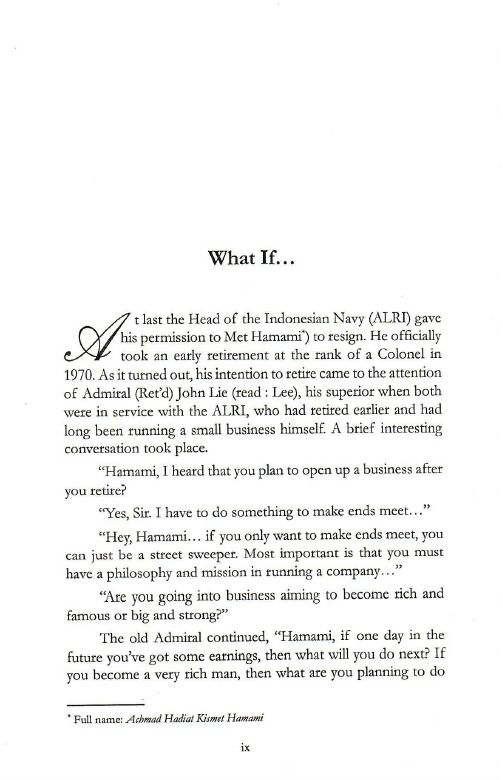 What If...
At last the Head of the Indonesian Navy (ALRI) gave
his permission to Met Hamami*) to resign. He officially
took an early retirement at the rank of a Colonel in
1970. As it turned out, his intention to retire came to the attention
of Admiral (Ret'd) John Lie (read : Lee), his superior when both
were in service with the ALRI, who had retired earlier and had
long been running a small business himself. A brief interesting
conversation took place.
“Hamami, I heard that you plan to open up a business after
you retire?
“Yes, Sir. I have to do something to make ends meet...”
“Hey, Hamami... if you only want to make ends meet, you
can just be a street sweeper. Most important is that you must
have a philosophy and mission in running a company...”
“Are you going into business aiming to become rich and
famous or big and strong?”
The old Admiral continued, “Hamami, if one day in the
future you've got some earnings, then what will you do next? If
you become a very rich man, then what are you planning to do
* Full name: Achmad Hadiat Kismet Hamami
ix